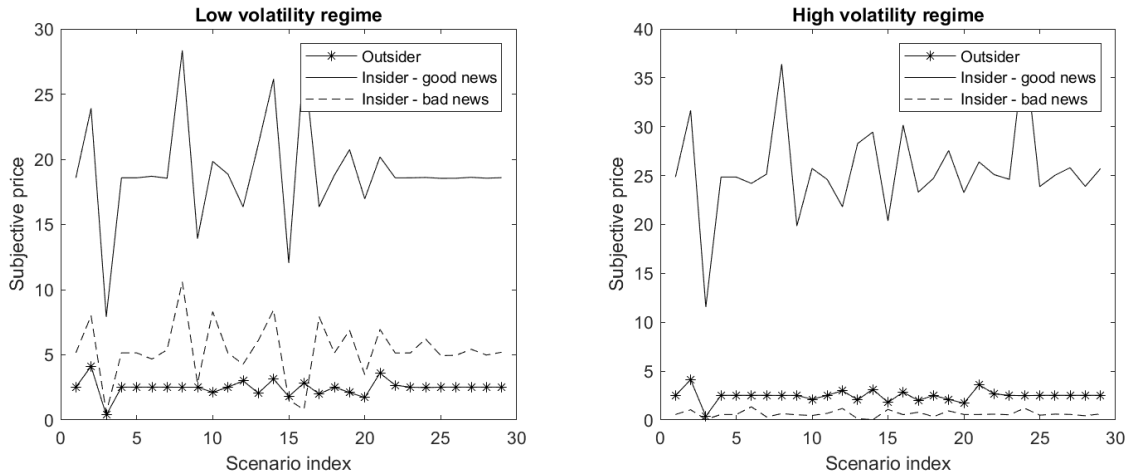 Low volatility regime
30
25
20
15
10
5
0
Subjective price
0 5 10 15 20 25 30
Scenario index
Outsider
Insider - good news
Insider - bad news
High volatility regime
40
35
30
25
20
15
10
5
0
Subjective price
0 5 10 15 20 25 30
Scenario index
Outsider
Insider - good news
Insider - bad news